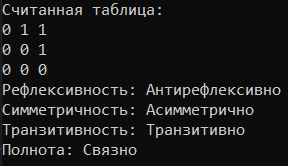 Считанная таблица:
0 1 1
0 0 1
0 0 0
Рефлексивность: Антирефлексивно
Симметричность: Асимметрично
Транзитивность: Транзитивно
Полнота: Связно